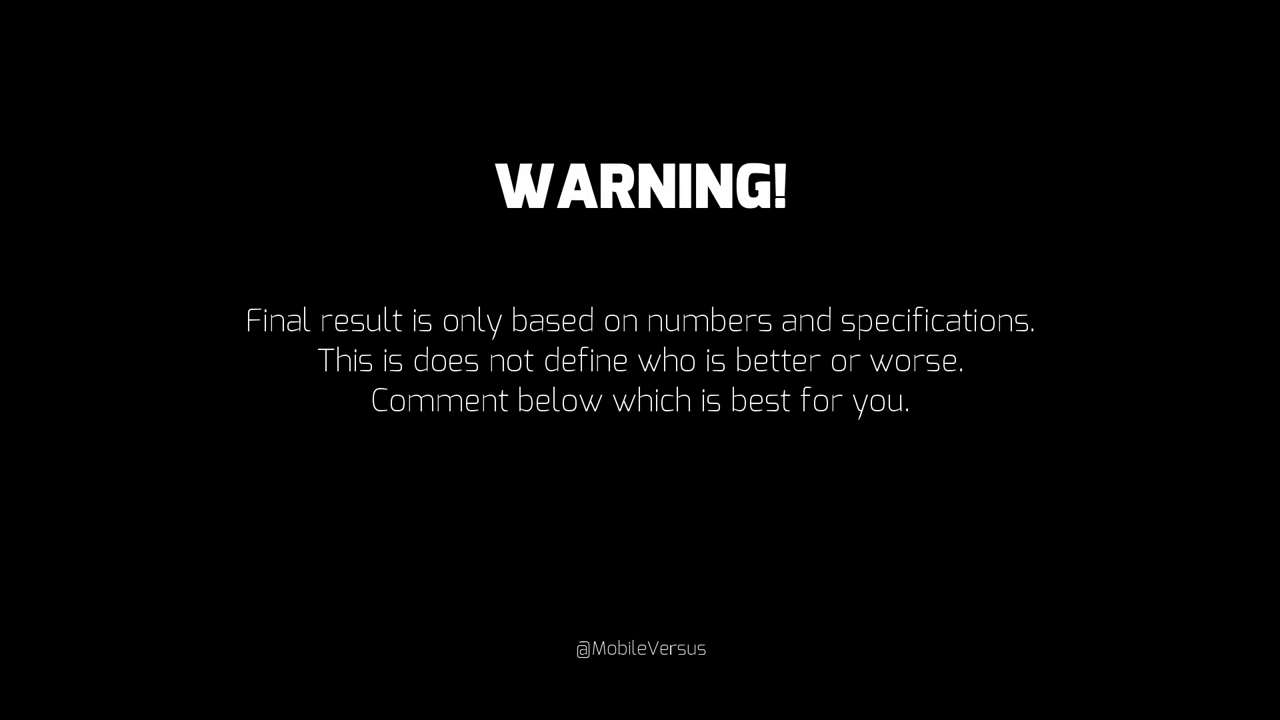 WARNING!
Final result is only based on numbers and specifications.
This is does not define who is better or worse.
Comment below which is best for you.
@MobileVersus